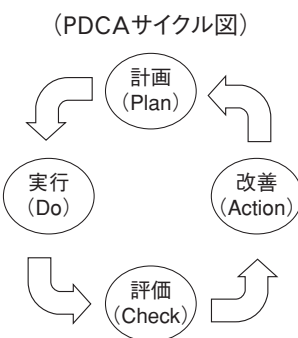 （PDCAサイクル図）
計画
（Plan）
実行
（Do）
改善
（Action）
評価
（Check）